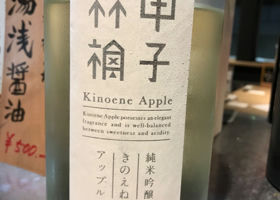 甲子
林檎
Kinoene Apple
Kinoene Apple possesses an elegant
fragrance and is well-balanced
between sweetness and acidity.
純米吟醸
きのえね
アップル
湯浅醤油
¥500-